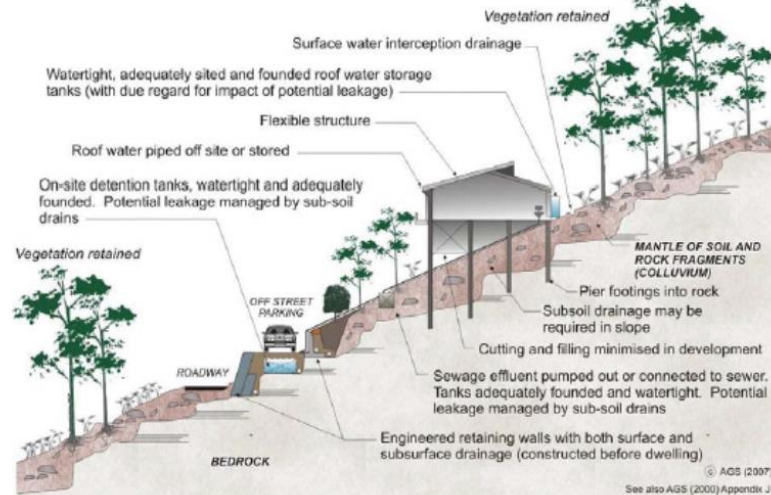 Vegetation retained
Surface water interception drainage
Watertight, adequately sited and founded roof water storage
tanks (with due regard for impact of potential leakage)
Flexible structure
Roof water piped off site or stored
On-site detention tanks, watertight and adequately
founded. Potential leakage managed by sub-soil
drains
Vegetation retained
OFF STREET
PARKING
ROADWAY
MANTLE OF SOIL AND
ROCK FRAGMENTS
(COLLUVIUM)
Pier footings into rock
Subsoil drainage may be
required in slope
Cutting and filling minimised in development
Sewage effluent pumped out or connected to sewer.
Tanks adequately founded and watertight. Potential
leakage managed by sub-soil drains
Engineered retaining walls with both surface and
subsurface drainage (constructed before dwelling)
BEDROCK
© AGS (2007)
See also AGS (2000) Appendix J